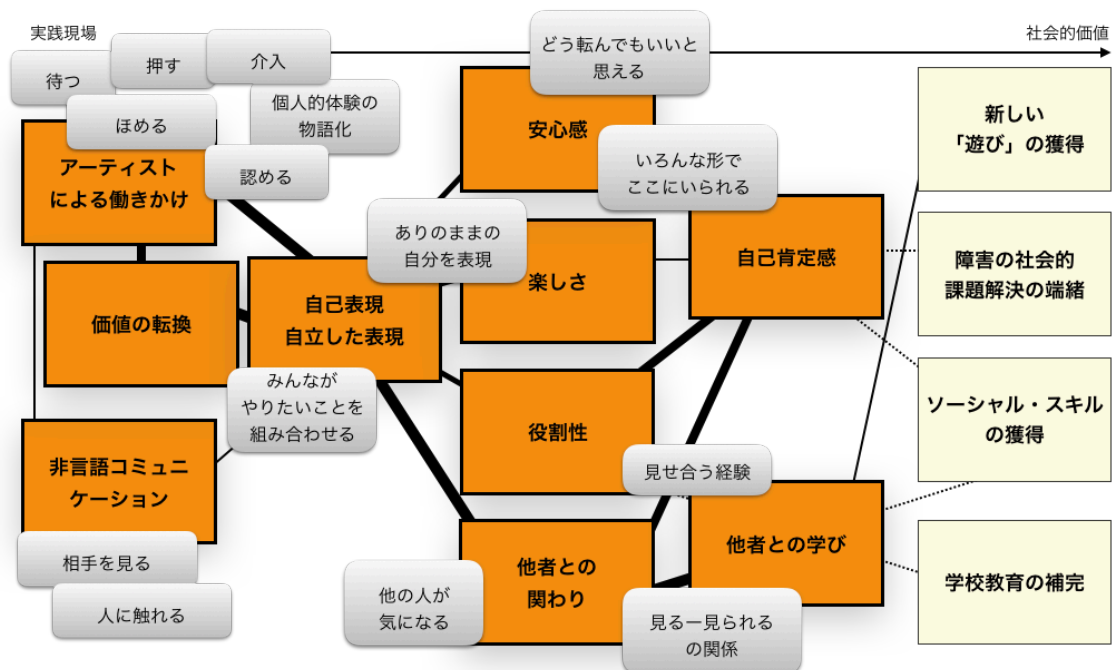 実践現場
社会的価値
待つ
押す
介入
ほめる
個人的体験の
物語化
認める
アーティスト
による働きかけ
価値の転換
非言語コミュニ
ケーション
相手を見る
人に触れる
自己表現
自立した表現
ありのままの
自分を表現
みんなが
やりたいことを
組み合わせる
どう転んでもいいと
思える
安心感
楽しさ
役割性
他者との
関わり
他の人が
気になる
いろんな形で
ここにいられる
自己肯定感
見せ合う経験
他者との学び
見る一見られる
の関係
新しい
「遊び」の獲得
障害の社会的
課題解決の端緒
ソーシャル・スキル
の獲得
学校教育の補完